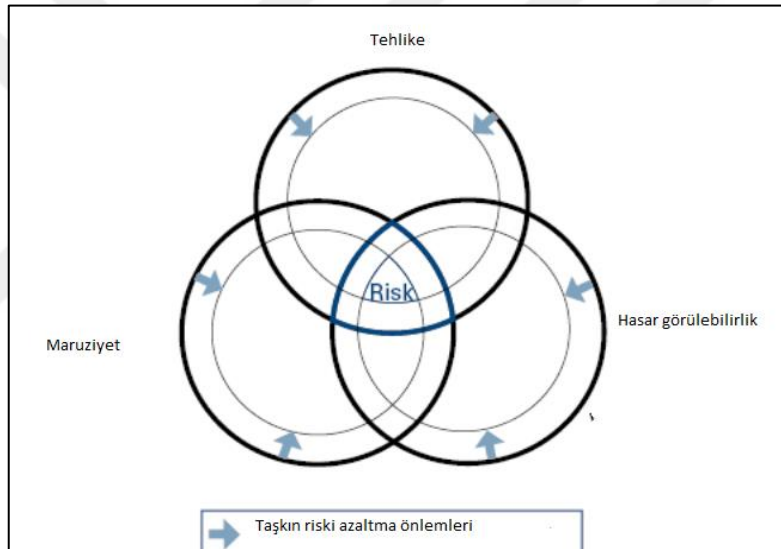 Tehlike
Risk
Hasar görülebilirlik
Maruziyet
Taşkın riski azaltma önlemleri